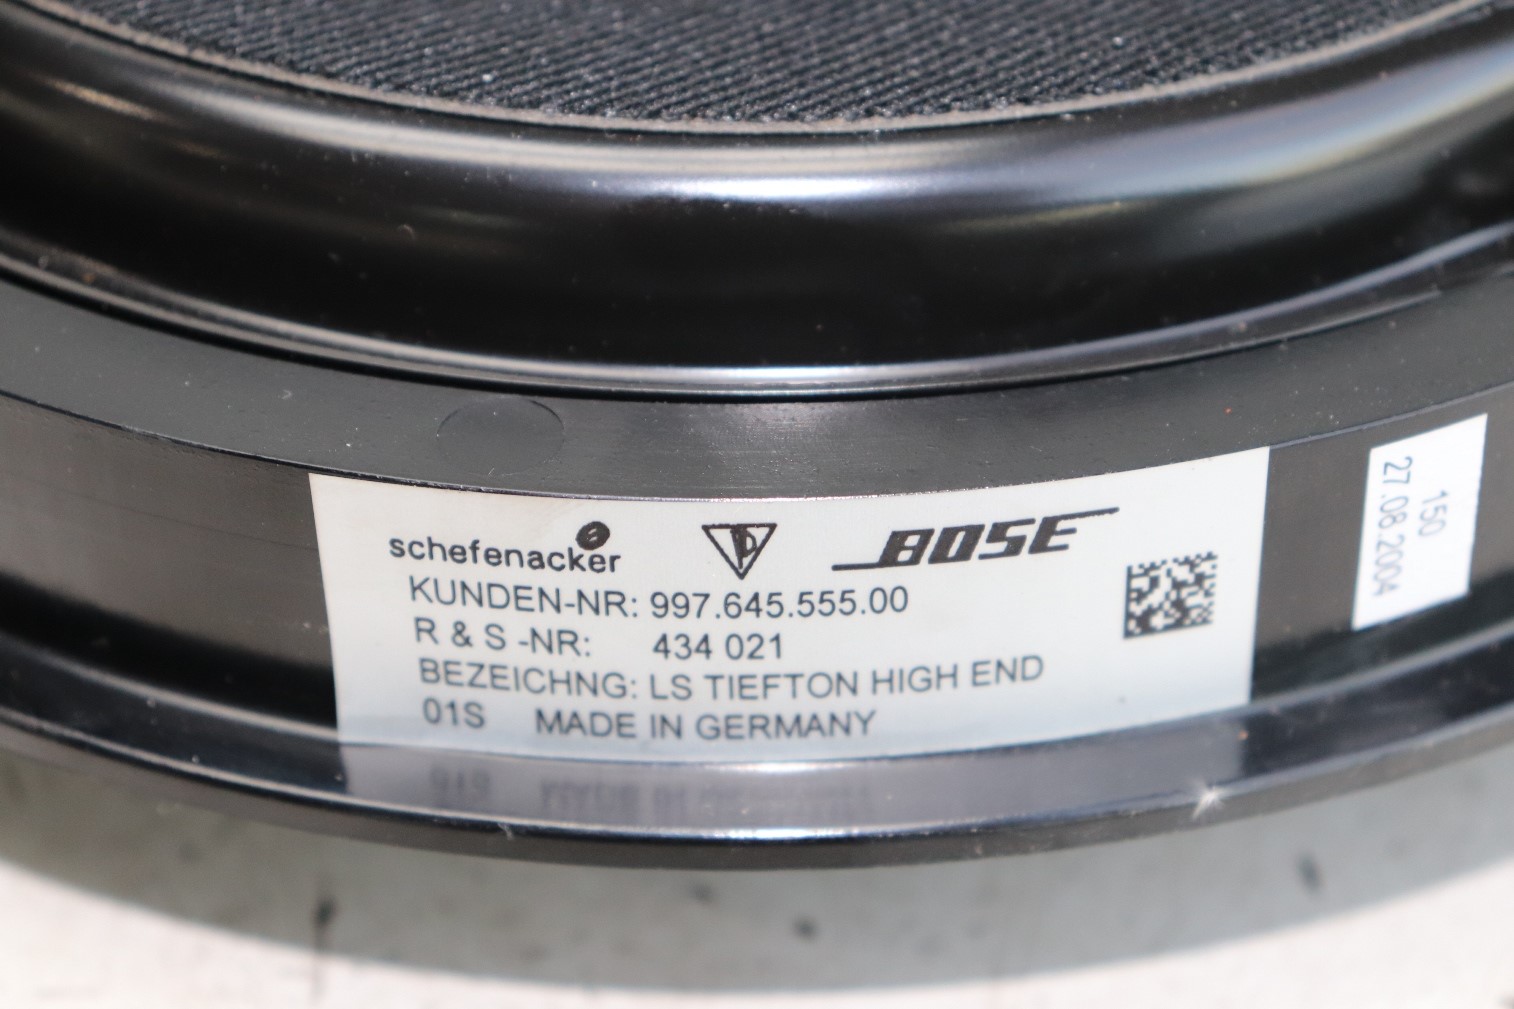 schefenacker BOSE
KUNDEN-NR: 997.645.555.00
R & S -NR: 434 021
BEZEICHNG: LS TIEFTON HIGH END
01S MADE IN GERMANY
150
27.08.2004